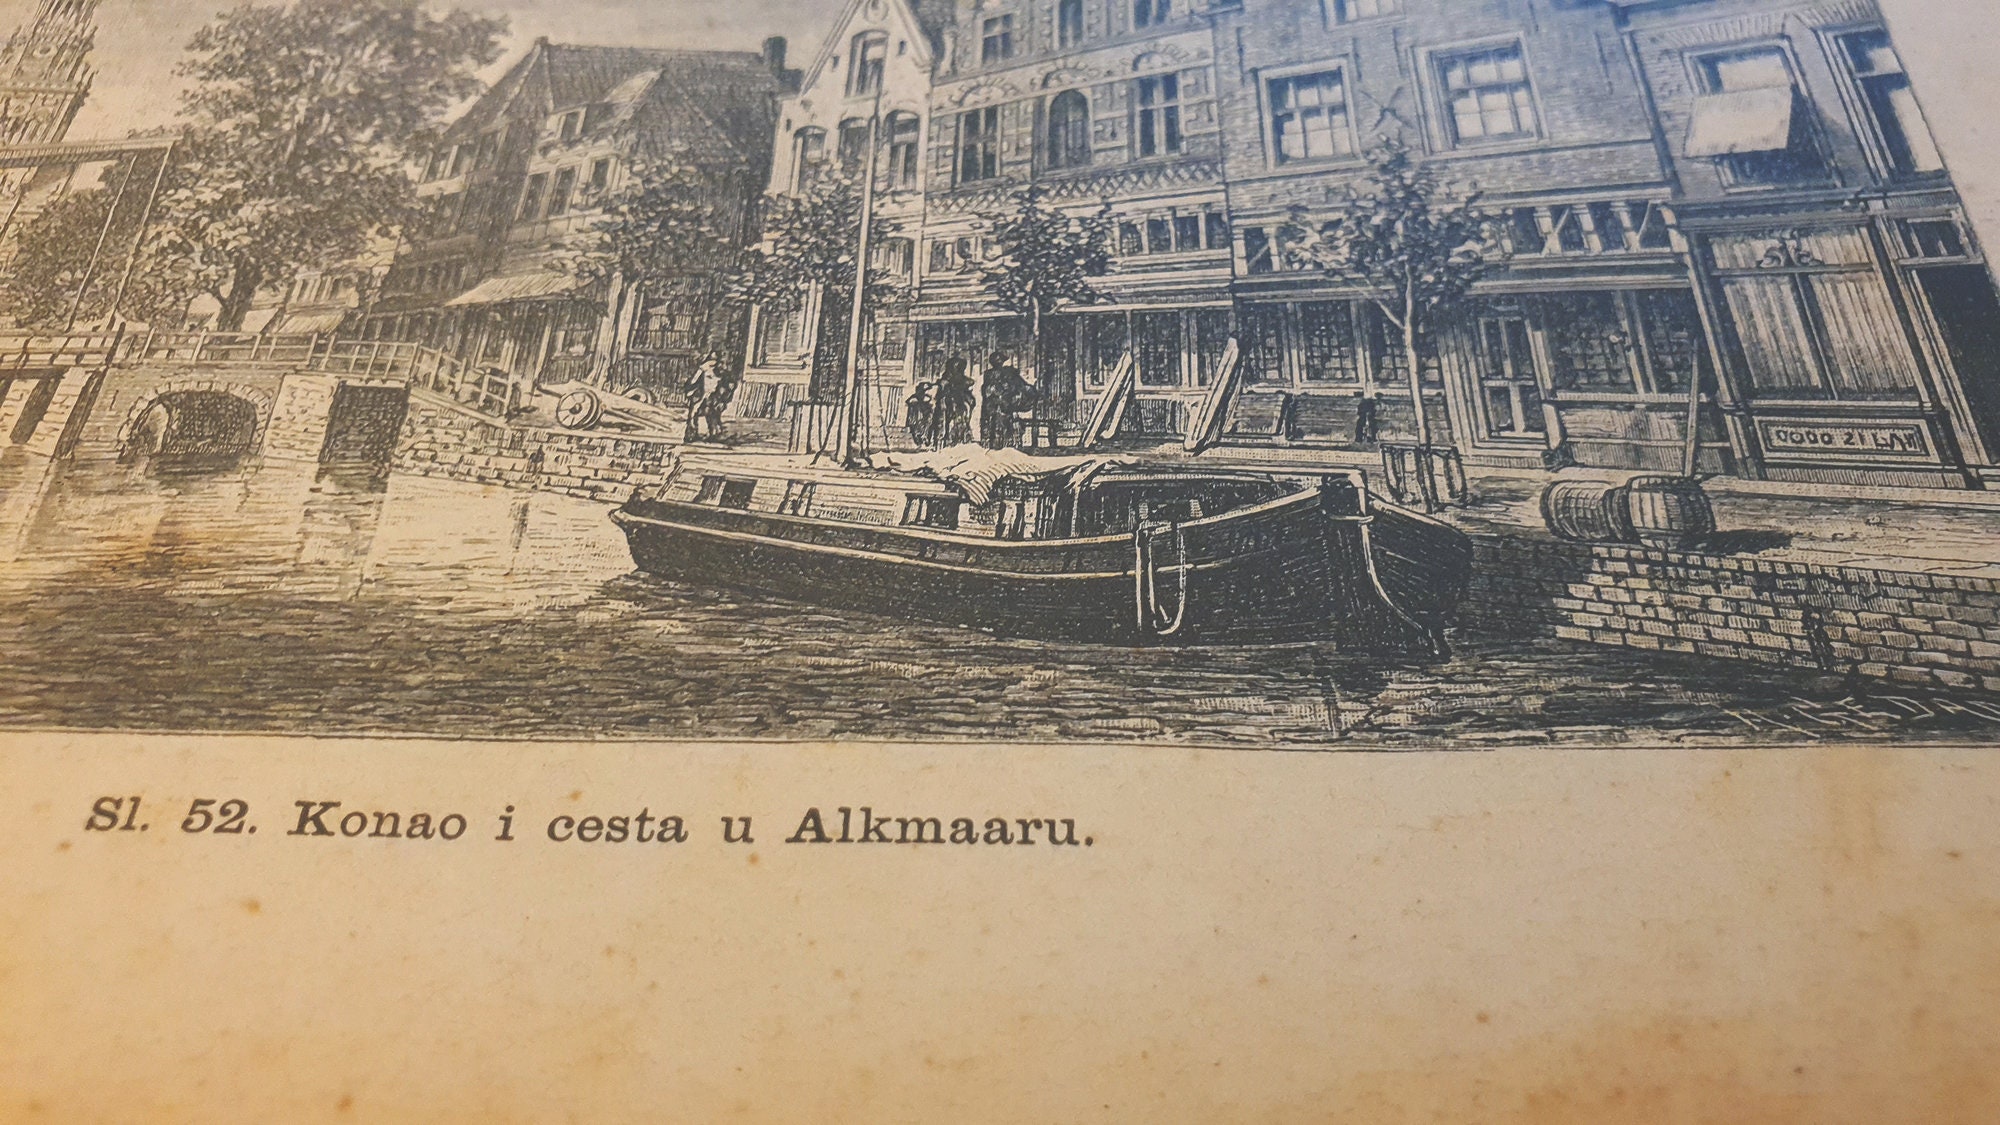 Sl. 52. Konao i cesta u Alkmaaru.